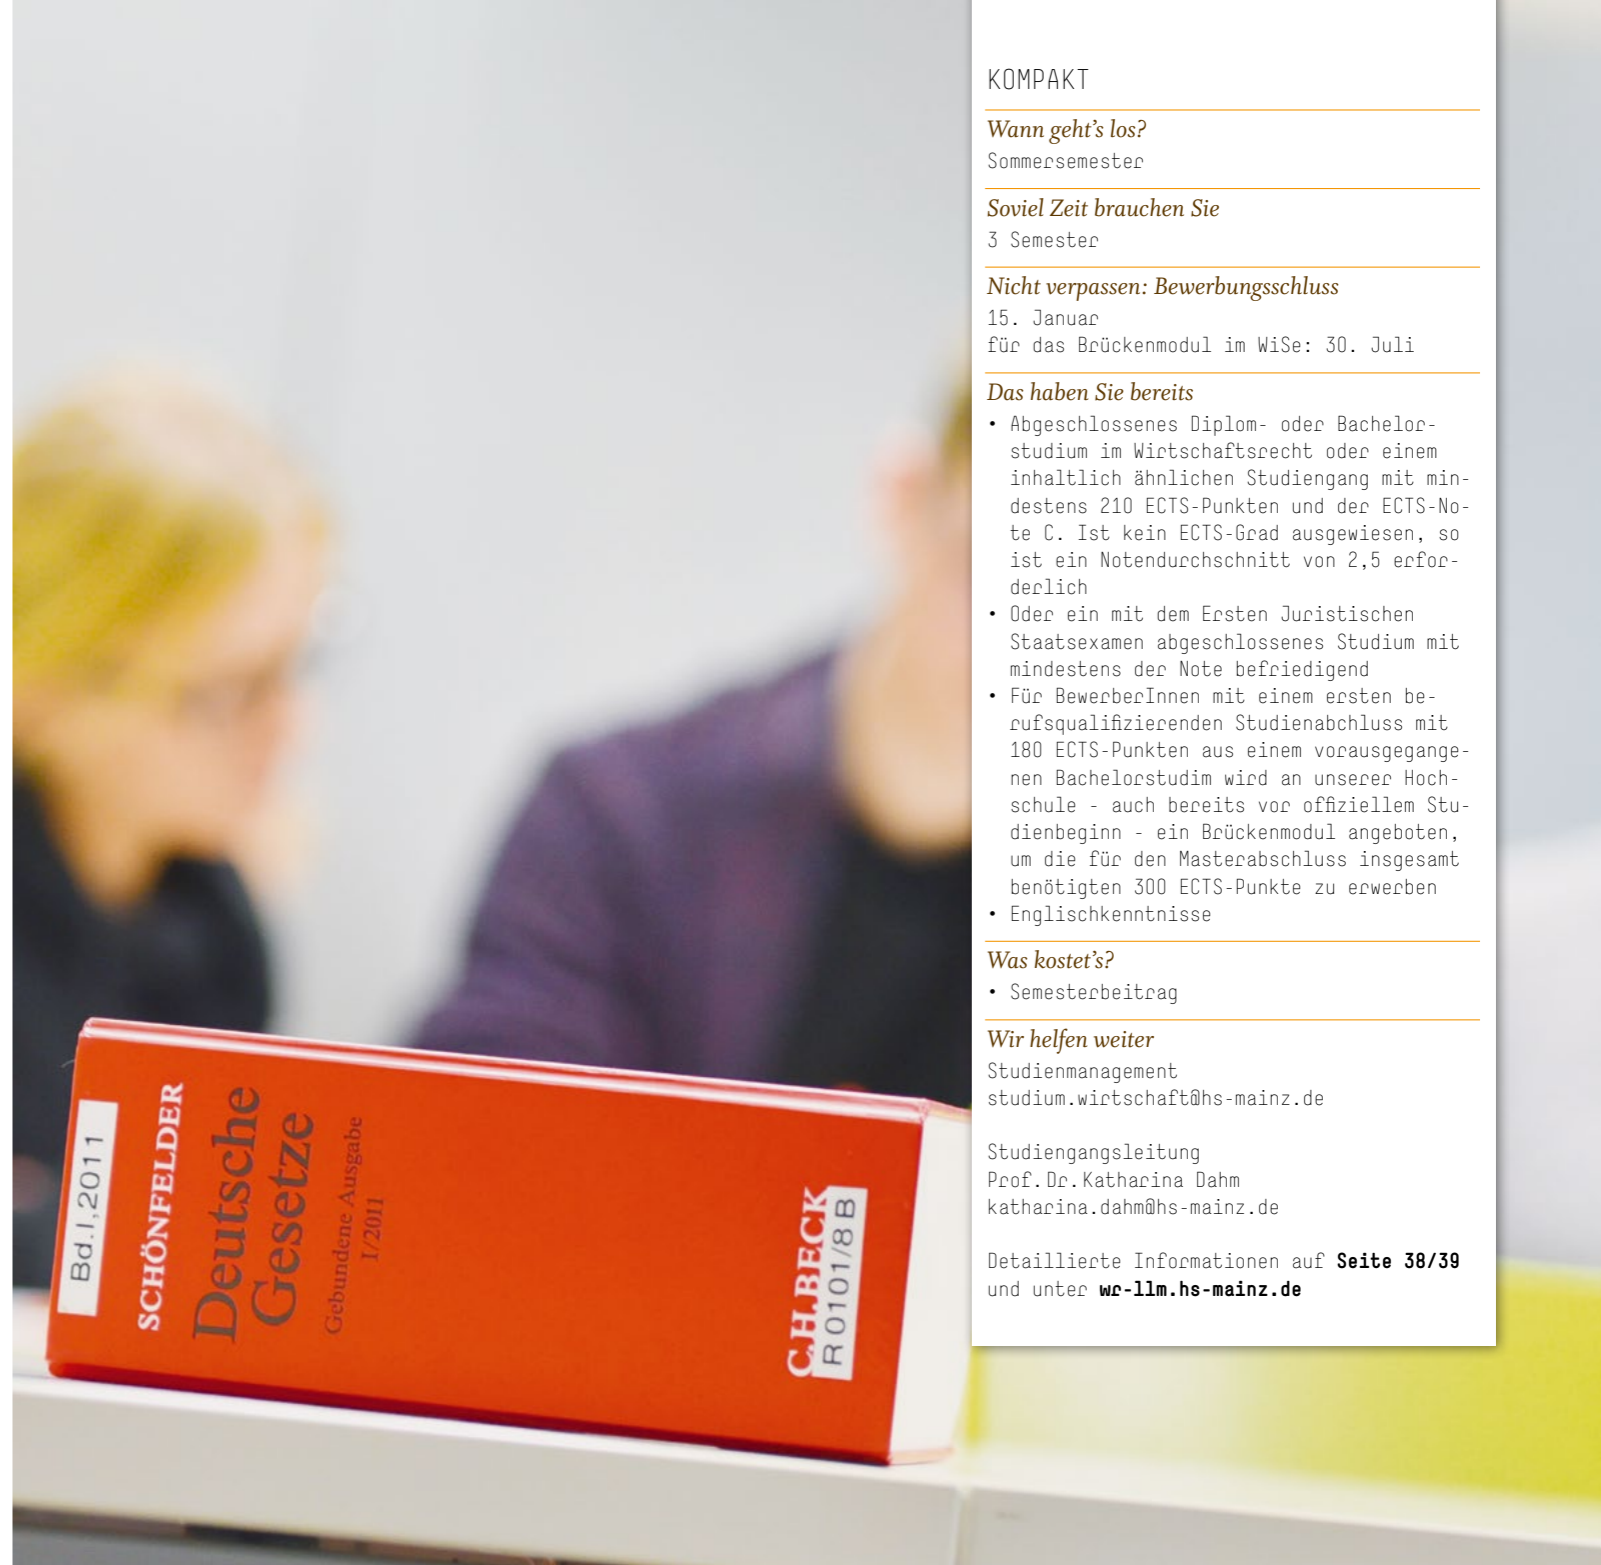 KOMPAKT
Wann geht’s los?
Sommersemester
Soviel Zeit brauchen Sie
3 Semester
Nicht verpassen: Bewerbungsschluss
15. Januar
für das Brückenmodul im WiSe: 30. Juli
Das haben Sie bereits
• Abgeschlossenes Diplom- oder Bachelor-
studium im Wirtschaftsrecht oder einem
inhaltlich ähnlichen Studiengang mit min-
destens 210 ECTS-Punkten und der ECTS-No-
te C. Ist kein ECTS-Grad ausgewiesen, so
ist ein Notendurchschnitt von 2,5 erfor-
derlich
• Oder ein mit dem Ersten Juristischen
Staatsexamen abgeschlossenes Studium mit
mindestens der Note befriedigend
• Für BewerberInnen mit einem ersten be-
rufsqualifizierenden Studienabchluss mit
180 ECTS-Punkten aus einem vorausgegange-
nen Bachelorstudim wird an unserer Hoch-
schule - auch bereits vor offiziellem Stu-
dienbeginn - ein Brückenmodul angeboten,
um die für den Masterabschluss insgesamt
benötigten 300 ECTS-Punkte zu erwerben
• Englischkenntnisse
Was kostet’s?
• Semesterbeitrag
Wir helfen weiter
Studienmanagement
studium.wirtschaft@hs-mainz.de
Studiengangsleitung
Prof.Dr.Katharina Dahm
katharina.dahm@hs-mainz.de
Detaillierte Informationen auf Seite 38/39
und unter wr-llm.hs-mainz.de
Bd.I,2011
SCHÖNFELDER
Deutsche
Gesetze
Gebundene Ausgabe
I/2011
C.H.BECK
R 0101/8 B